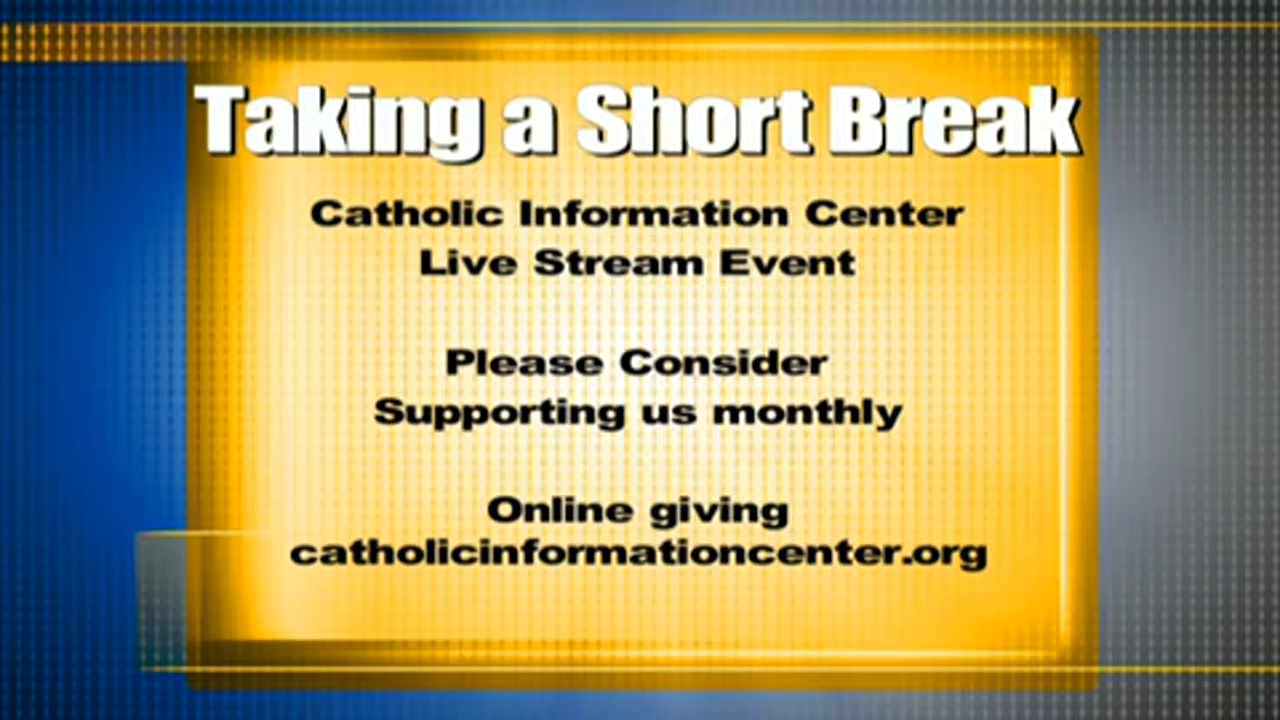 Taking a Short Break
Catholic Information Center
Live Stream Event
Please Consider
Supporting us monthly
Online giving
catholicinformationcenter.org